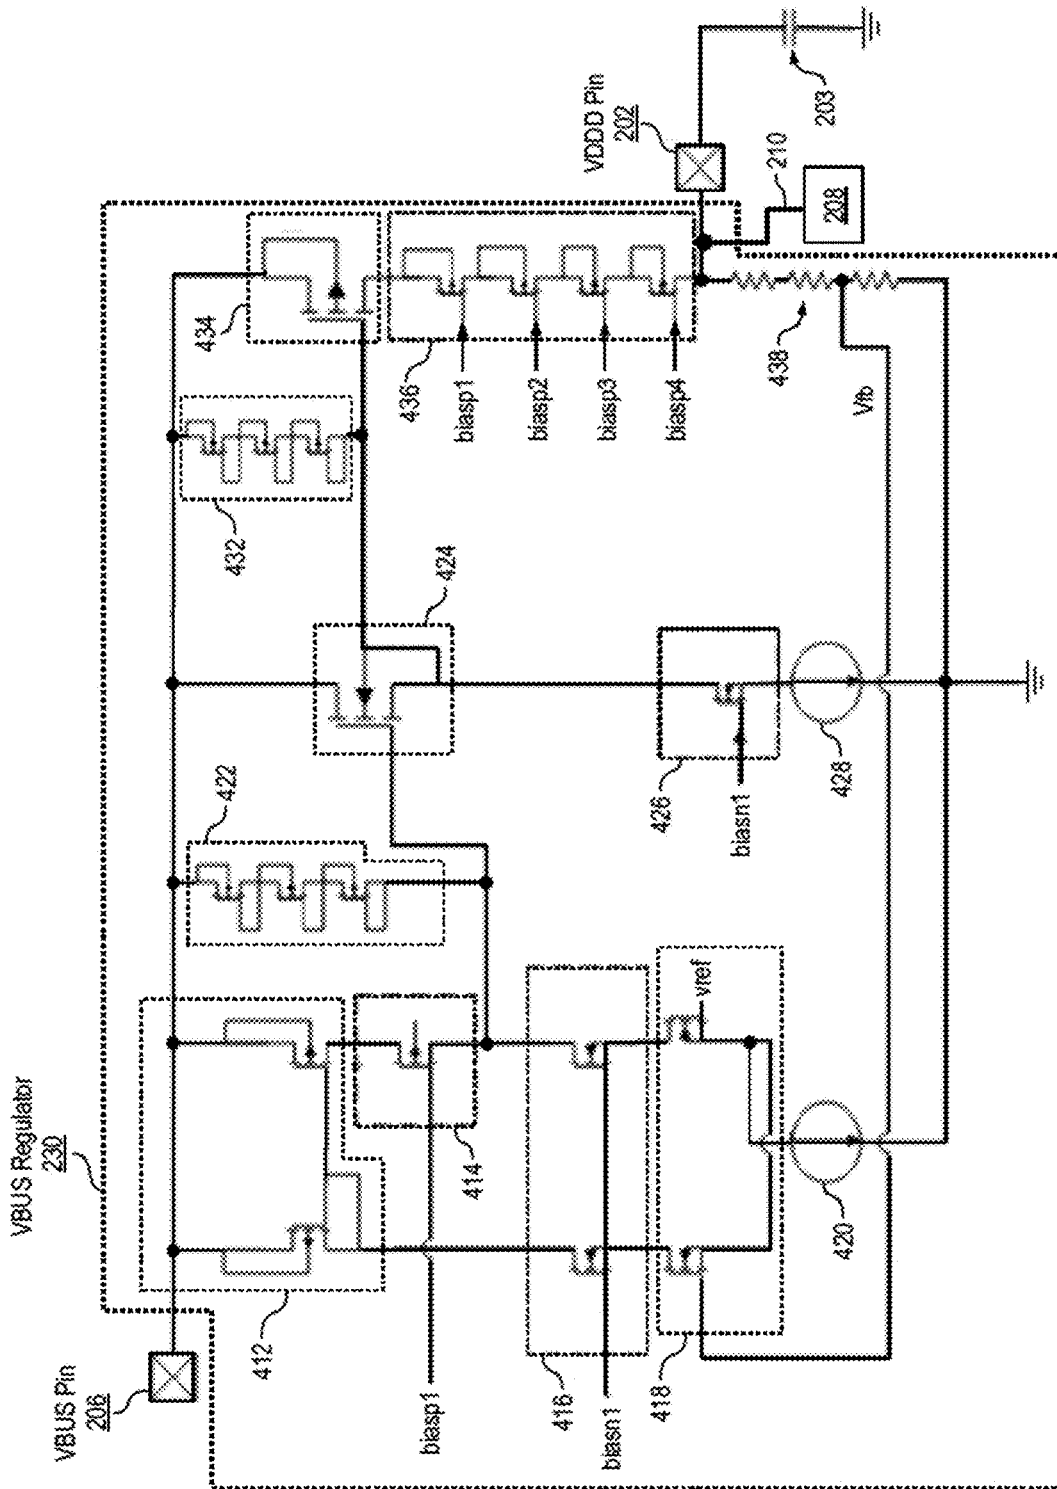 VBUS Regulator
230
VBUS Pin
206
412
biasp1
414
416
biasn1
418
vref
420
422
424
426
biasn1
428
432
434
436
biasp1
biasp2
biasp3
biasp4
438
Vfb
VDDD Pin
202
203
210
208